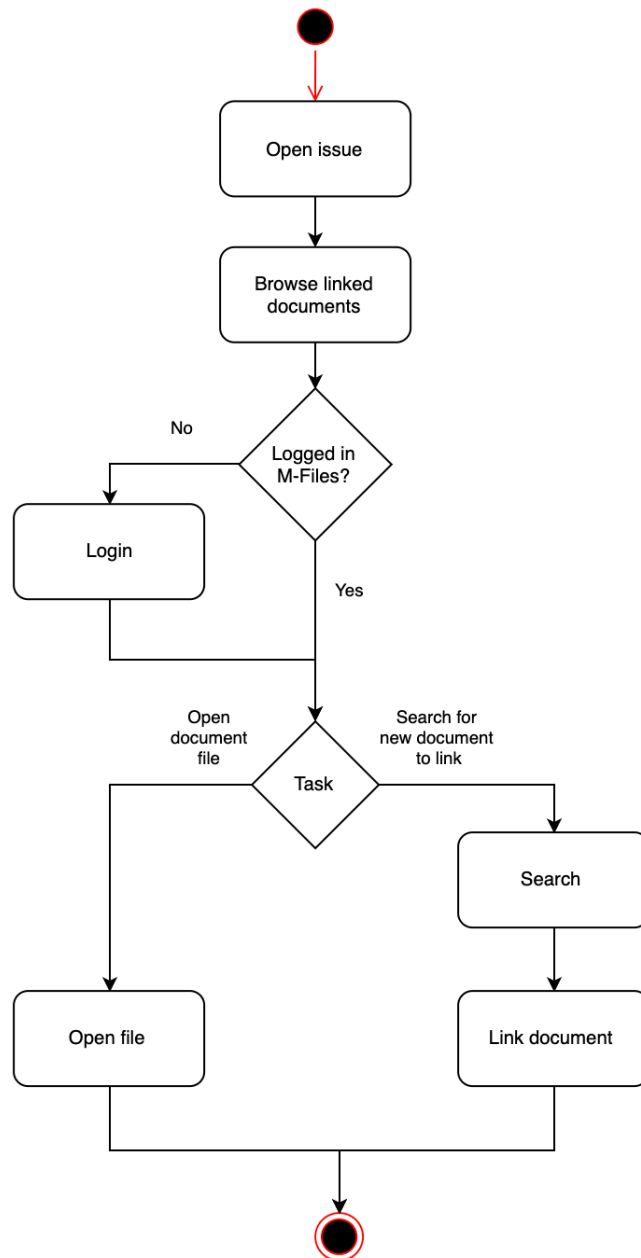 Open issue
Browse linked
documents
Logged in
M-Files?
No
Login
Yes
Open
document
file
Search for
new document
to link
Task
Search
Open file
Link document